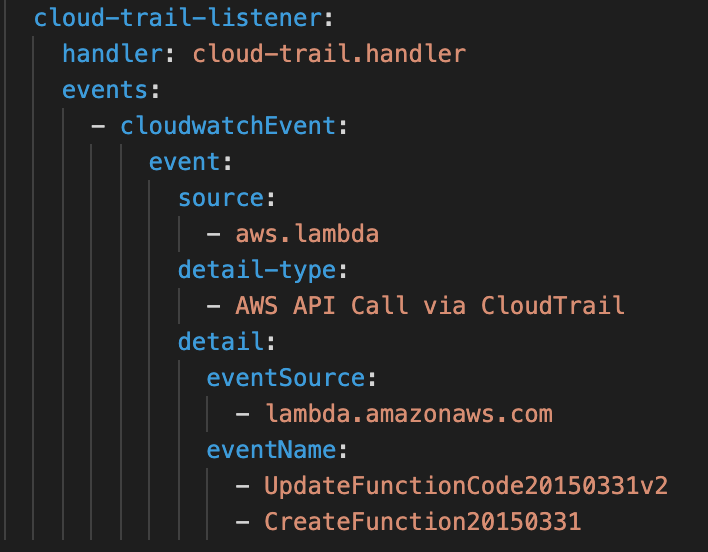 cloud-trail-listener:
handler: cloud-trail.handler
events:
- cloudwatchEvent:
event:
source:
- aws.lambda
detail-type:
- AWS API Call via CloudTrail
detail:
eventSource:
- lambda.amazonaws.com
eventName:
- UpdateFunctionCode20150331v2
- CreateFunction20150331